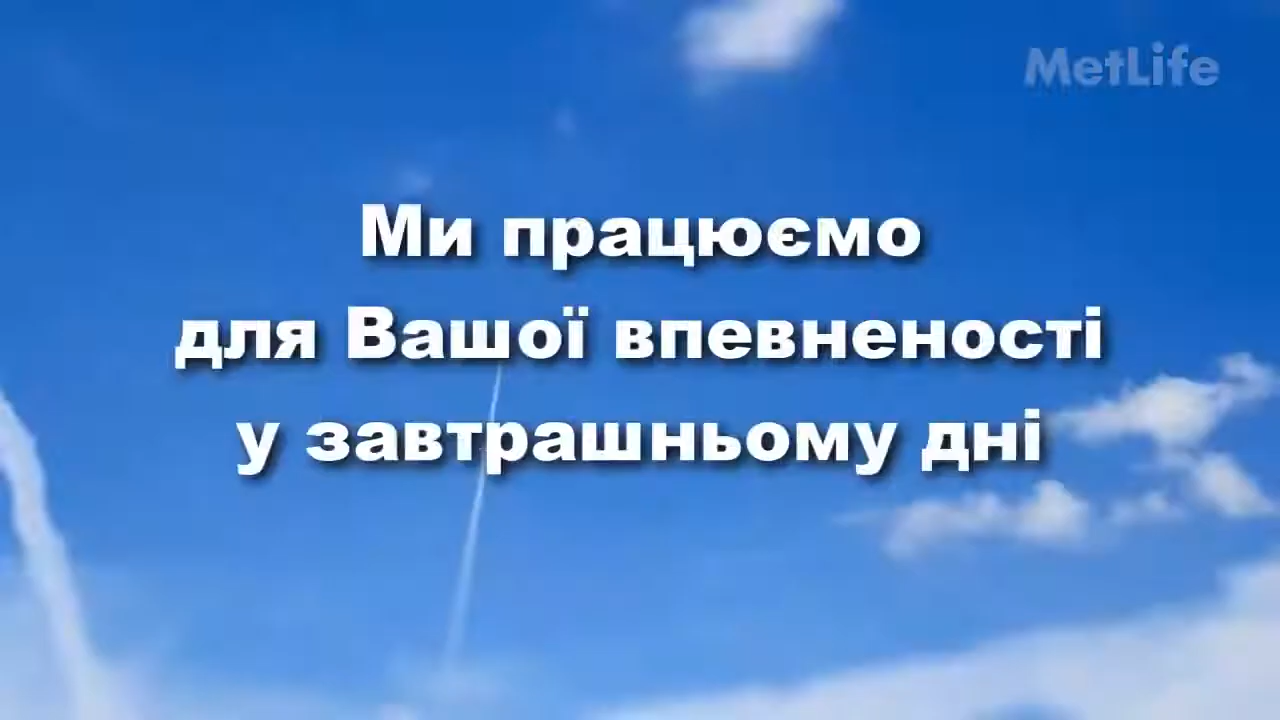 MetLife
Ми працюємо
для Вашої впевненості
у завтрашньому дні